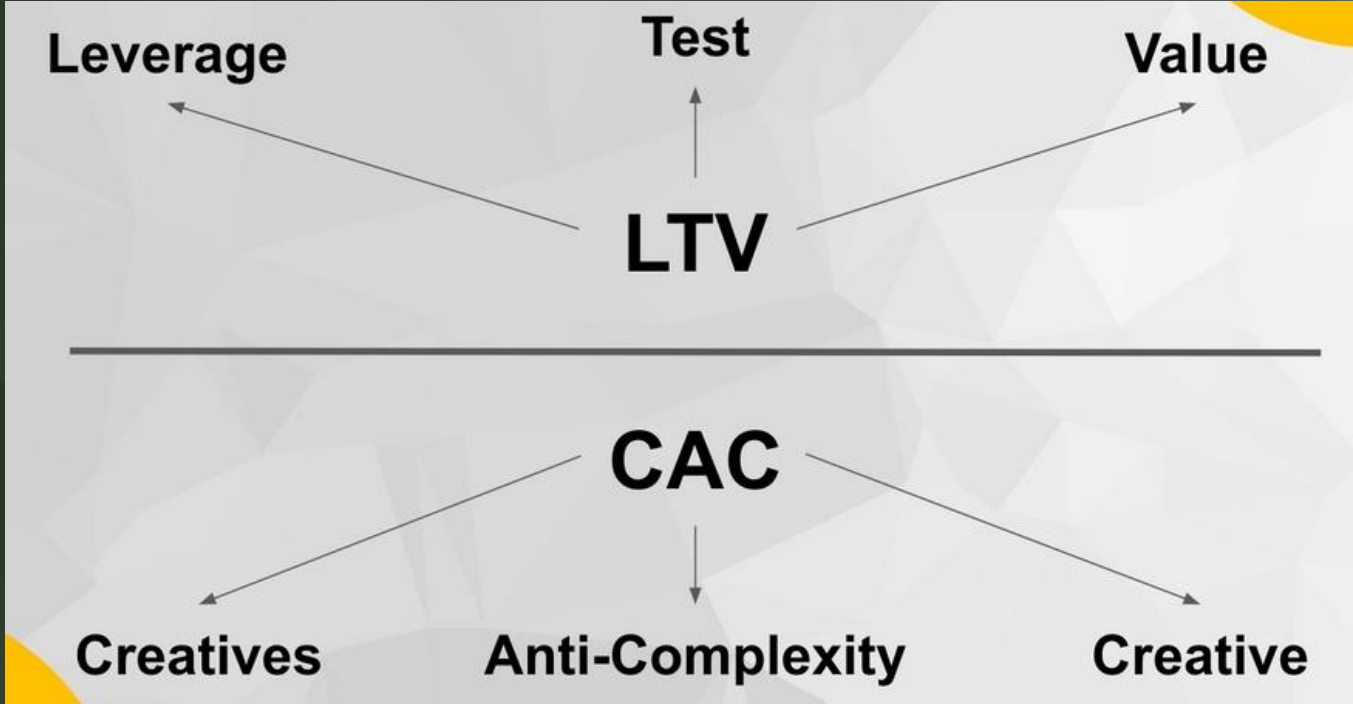 Leverage
Test
Value
LTV
CAC
Creatives
Anti-Complexity
Creative